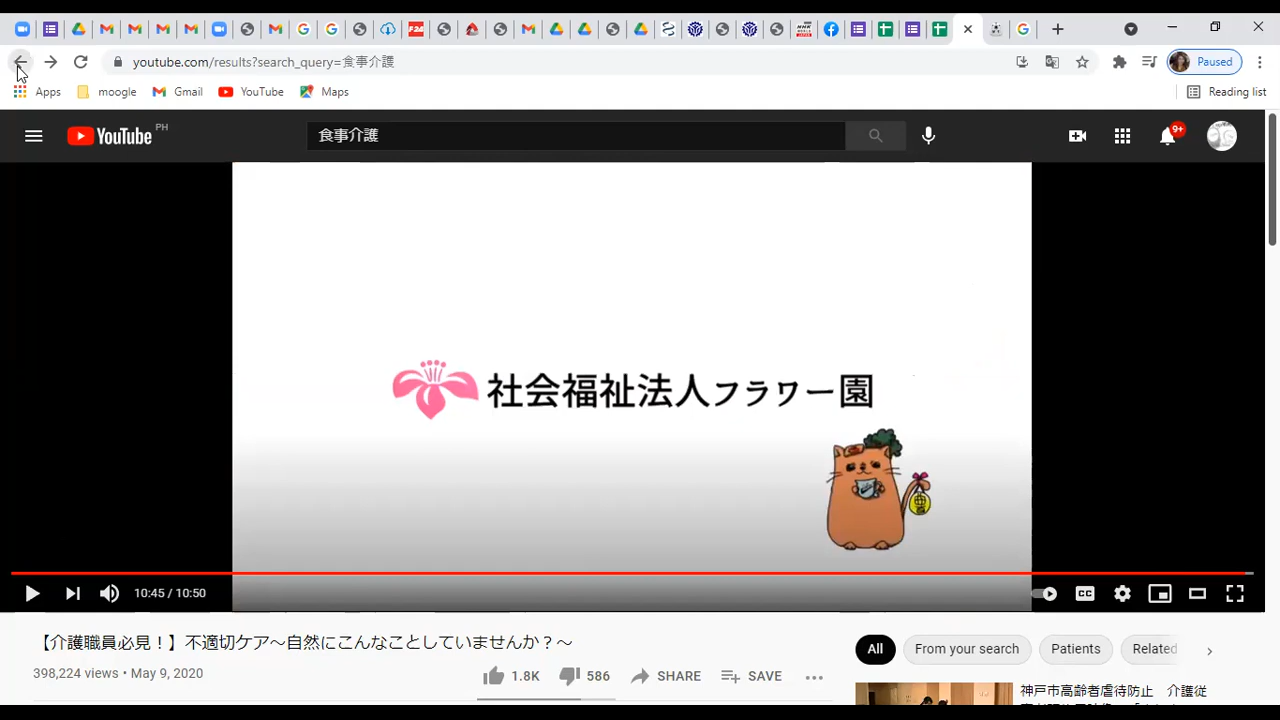 youtube.com/results?search_query=食事介護
Paused
Apps
moogle
Gmail
YouTube
Maps
Reading list
YouTube PH
食事介護
9+
社会福祉法人フラワー園
10:45 / 10:50
CC
【介護職員必見！】不適切ケア～自然にこんなことしていませんか？～
398,224 views • May 9, 2020
1.8K
586
SHARE
SAVE
All
From your search
Patients
Related
神戸市高齢者虐待防止 介護従